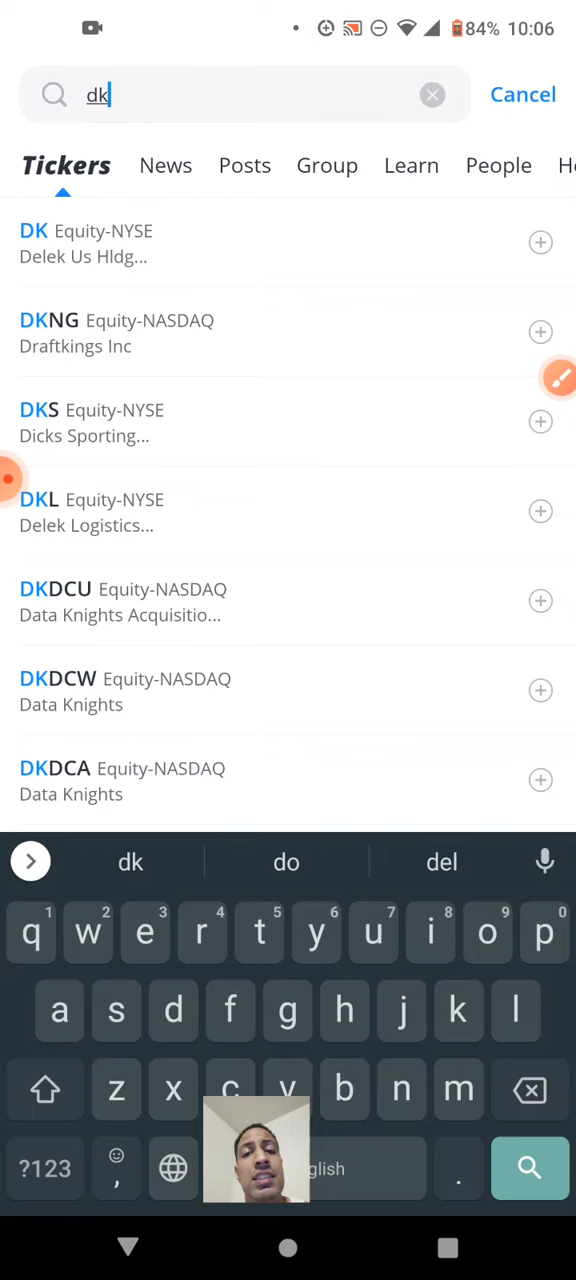 84% 10:06
dk Cancel
Tickers News Posts Group Learn People
DK Equity-NYSE
Delek Us Hldg...
DKNG Equity-NASDAQ
Draftkings Inc
DKS Equity-NYSE
Dicks Sporting...
DKL Equity-NYSE
Delek Logistics...
DKDCU Equity-NASDAQ
Data Knights Acquisitio...
DKDCW Equity-NASDAQ
Data Knights
DKDCA Equity-NASDAQ
Data Knights
dk do del
1 2 3 4 5 6 7 8 9 0
q w e r t y u i o p
a s d f g h j k l
z x c v b n m
?123 , glish .